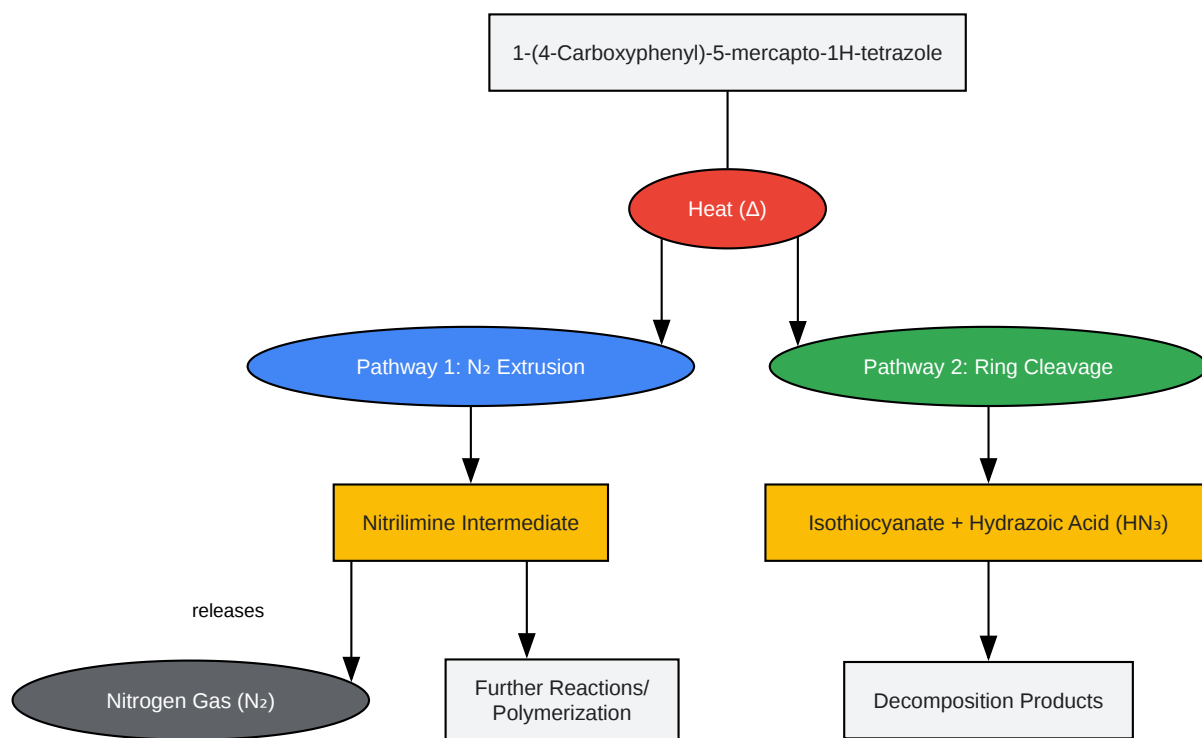 1-(4-Carboxyphenyl)-5-mercapto-1H-tetrazole
Heat (Δ)
Pathway 1: N₂ Extrusion
Pathway 2: Ring Cleavage
Nitrilimine Intermediate
Isothiocyanate + Hydrazoic Acid (HN₃)
releases
Nitrogen Gas (N₂)
Further Reactions/
Polymerization
Decomposition Products